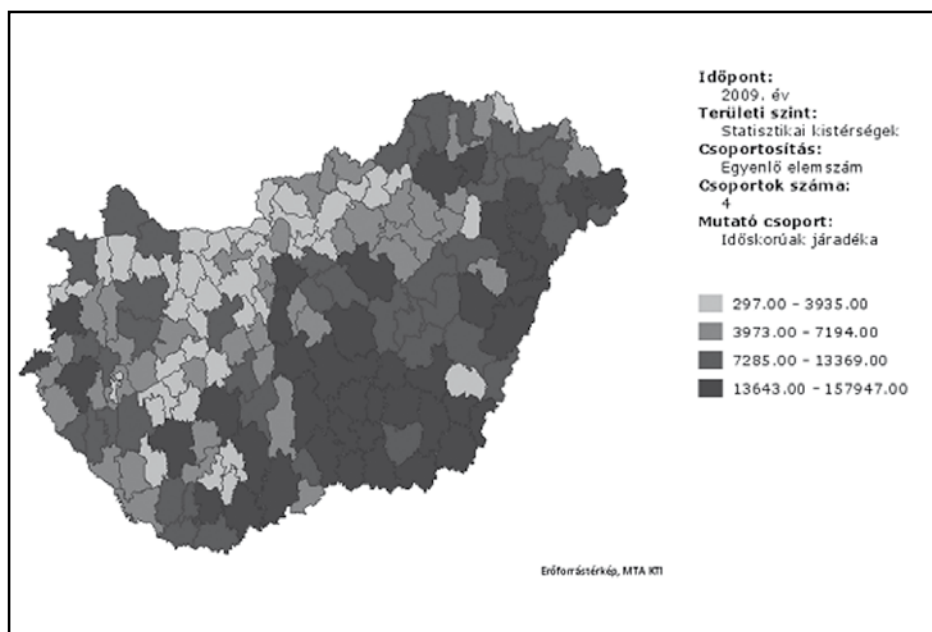 Időpont:
2009. év
Területi szint:
Statisztikai kistérségek
Csoportosítás:
Egyenlő elemszám
Csoportok száma:
4
Mutató csoport:
Időskorúak járadéka
297.00 - 3935.00
3973.00 - 7194.00
7285.00 - 13369.00
13643.00 - 157947.00
Erőforrástérkép, MTA KTI